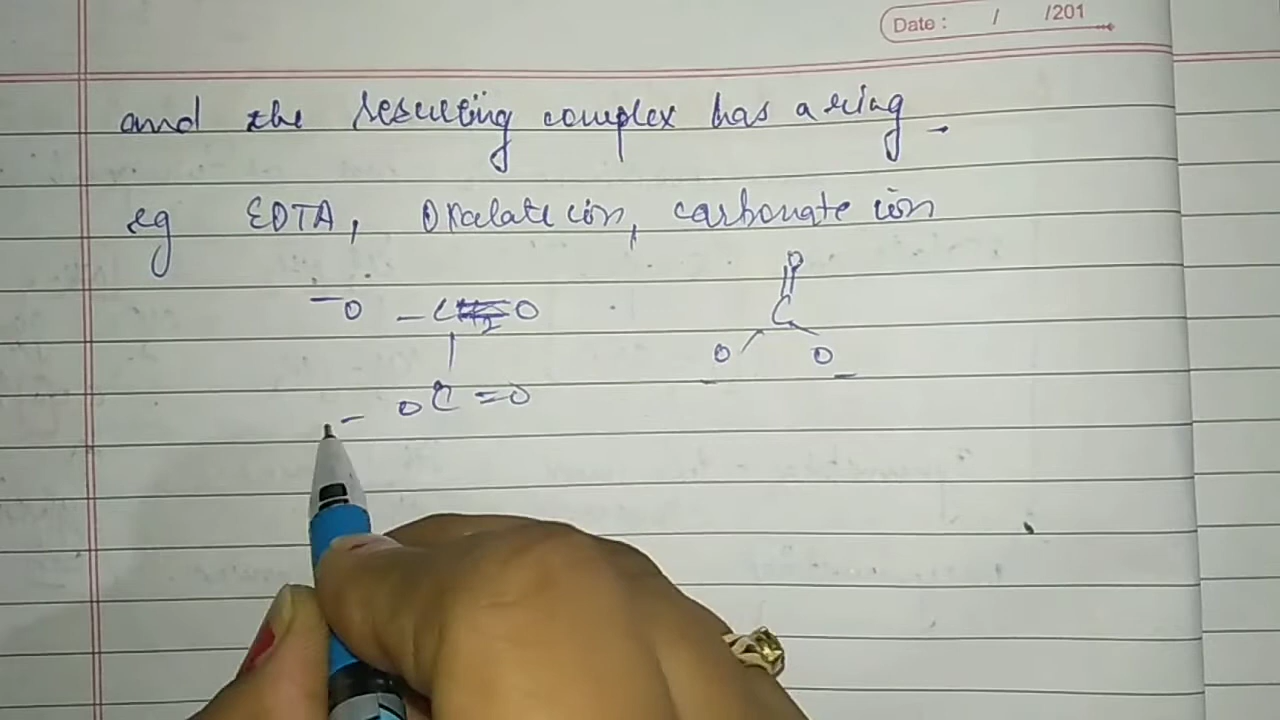 Date : / /201
and the resulting complex has a ring.
eg EDTA, Oxalate ion, carbonate ion
O
-O - C O C
| O O
- O C = O - -